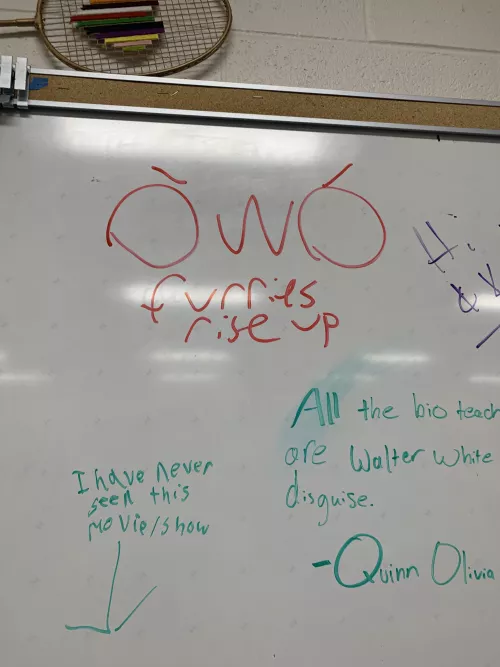 ÒwÓ
furries
rise up
Hi,
All the bio teach
are Walter White
disguise.
-Quinn Olivia
I have never
seen this
movie/show